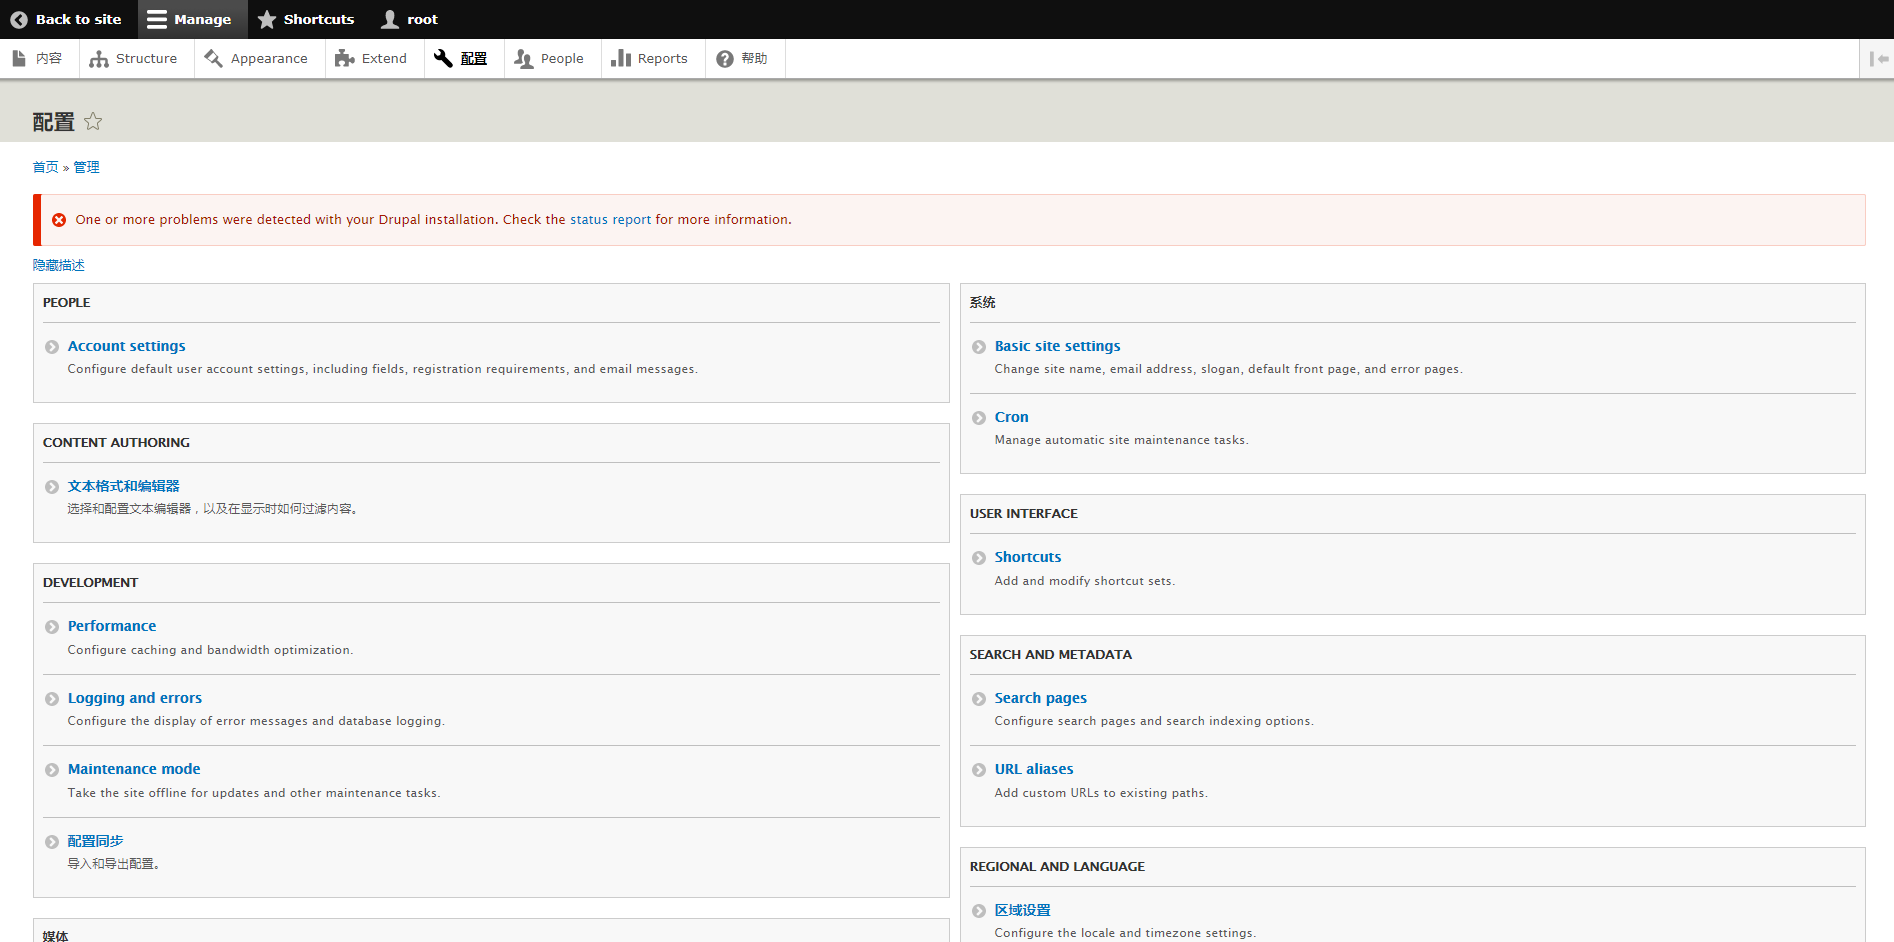 Back to site Manage Shortcuts root
内容 Structure Appearance Extend 配置 People Reports 帮助
配置
首页 » 管理
One or more problems were detected with your Drupal installation. Check the status report for more information.
隐藏描述
PEOPLE
Account settings
Configure default user account settings, including fields, registration requirements, and email messages.
CONTENT AUTHORING
文本格式和编辑器
选择和配置文本编辑器，以及在显示时如何过滤内容。
DEVELOPMENT
Performance
Configure caching and bandwidth optimization.
Logging and errors
Configure the display of error messages and database logging.
Maintenance mode
Take the site offline for updates and other maintenance tasks.
配置同步
导入和导出配置。
媒体
系统
Basic site settings
Change site name, email address, slogan, default front page, and error pages.
Cron
Manage automatic site maintenance tasks.
USER INTERFACE
Shortcuts
Add and modify shortcut sets.
SEARCH AND METADATA
Search pages
Configure search pages and search indexing options.
URL aliases
Add custom URLs to existing paths.
REGIONAL AND LANGUAGE
区域设置
Configure the locale and timezone settings.